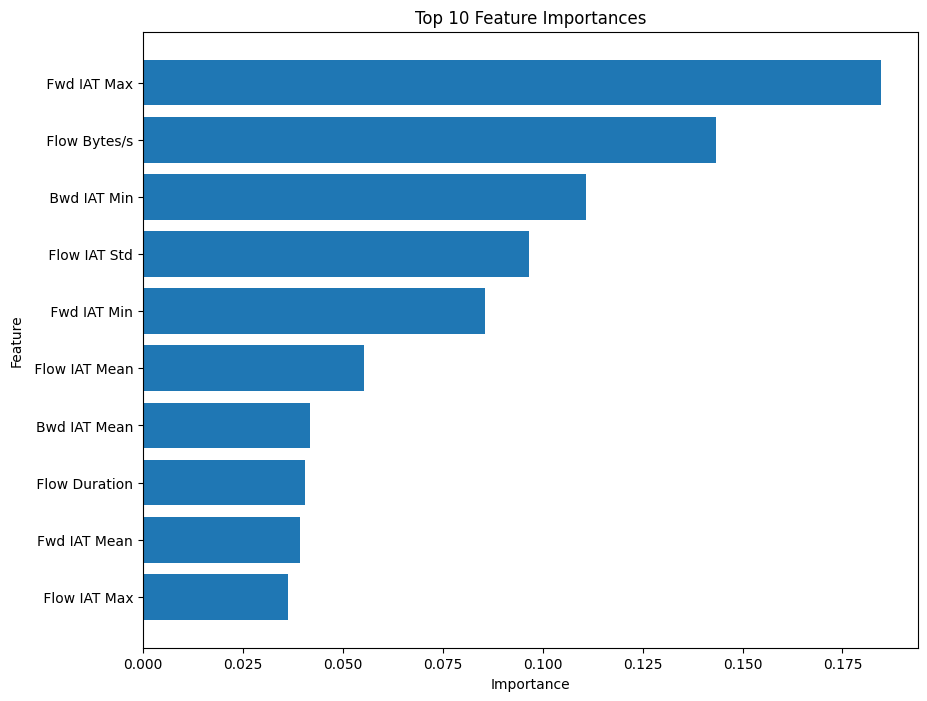 Top 10 Feature Importances
Fwd IAT Max
Flow Bytes/s
Bwd IAT Min
Flow IAT Std
Fwd IAT Min
Flow IAT Mean
Bwd IAT Mean
Flow Duration
Fwd IAT Mean
Flow IAT Max
Feature
0.000 0.025 0.050 0.075 0.100 0.125 0.150 0.175
Importance